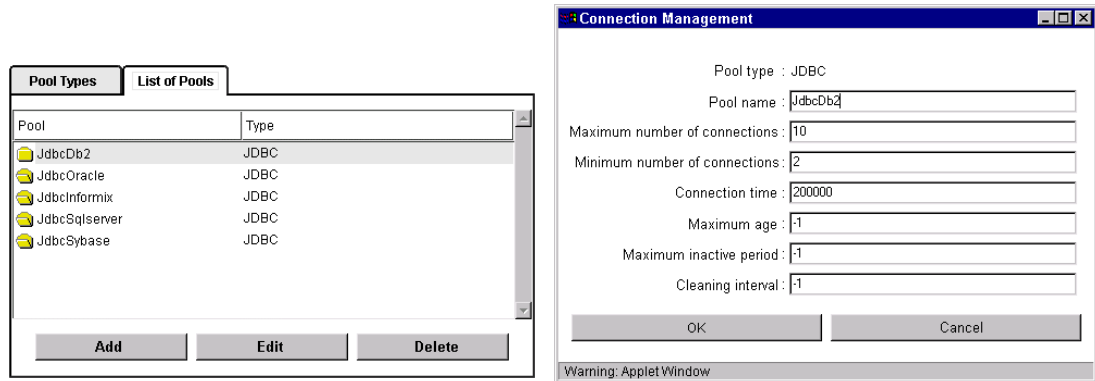 Pool Types List of Pools
Pool Type
JdbcDb2 JDBC
JdbcOracle JDBC
JdbcInformix JDBC
JdbcSqlserver JDBC
JdbcSybase JDBC
Add Edit Delete
Connection Management
Pool type : JDBC
Pool name : JdbcDb2
Maximum number of connections : 10
Minimum number of connections : 2
Connection time : 200000
Maximum age : -1
Maximum inactive period : -1
Cleaning interval : -1
OK Cancel
Warning: Applet Window